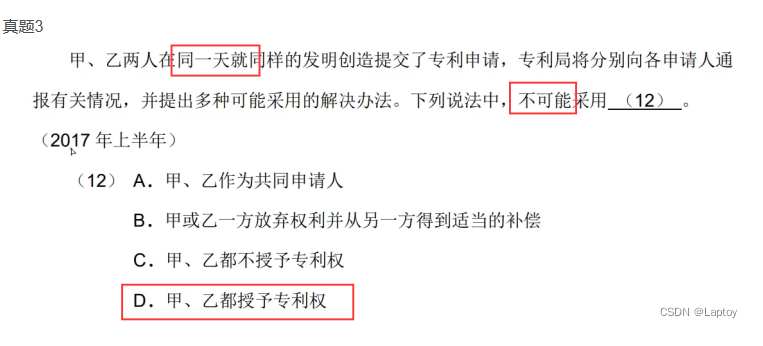 真题3
甲、乙两人在同一天就同样的发明创造提交了专利申请，专利局将分别向各申请人通
报有关情况，并提出多种可能采用的解决办法。下列说法中，不可能采用 （12） 。
（2017 年上半年）
（12） A．甲、乙作为共同申请人
B．甲或乙一方放弃权利并从另一方得到适当的补偿
C．甲、乙都不授予专利权
D．甲、乙都授予专利权
CSDN @Laptoy